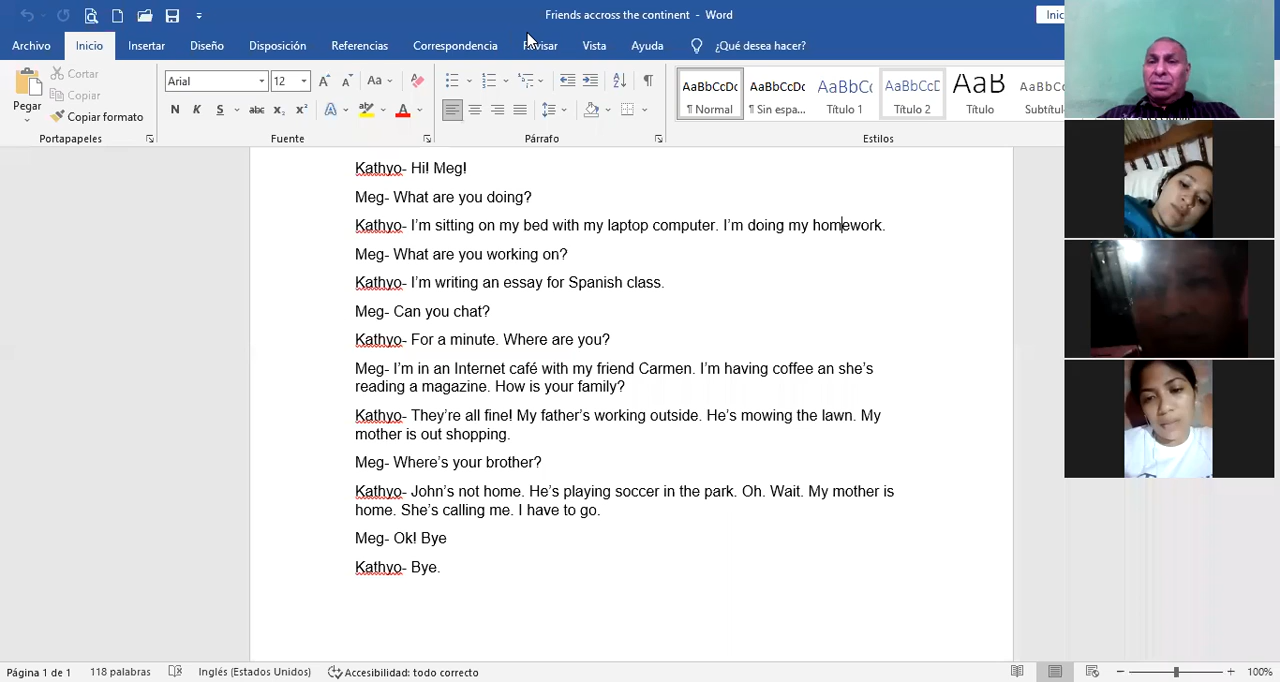 Friends accross the continent - Word
Inic
Archivo Inicio Insertar Diseño Disposición Referencias Correspondencia Revisar Vista Ayuda ¿Qué desea hacer?
Pegar
Cortar
Copiar
Copiar formato
Portapapeles
Arial 12
Aa
N K S abc x₂ x² A A
Fuente
Párrafo
AaBbCcDc AaBbCcDc AaBbCc AaBbCcD AaB AaBbCc
¶ Normal ¶ Sin espa... Título 1 Título 2 Título Subtítu
Estilos
Kathyo- Hi! Meg!
Meg- What are you doing?
Kathyo- I’m sitting on my bed with my laptop computer. I’m doing my homework.
Meg- What are you working on?
Kathyo- I’m writing an essay for Spanish class.
Meg- Can you chat?
Kathyo- For a minute. Where are you?
Meg- I’m in an Internet café with my friend Carmen. I’m having coffee an she’s
reading a magazine. How is your family?
Kathyo- They’re all fine! My father’s working outside. He’s mowing the lawn. My
mother is out shopping.
Meg- Where’s your brother?
Kathyo- John’s not home. He’s playing soccer in the park. Oh. Wait. My mother is
home. She’s calling me. I have to go.
Meg- Ok! Bye
Kathyo- Bye.
Página 1 de 1 118 palabras Inglés (Estados Unidos) Accesibilidad: todo correcto 100%